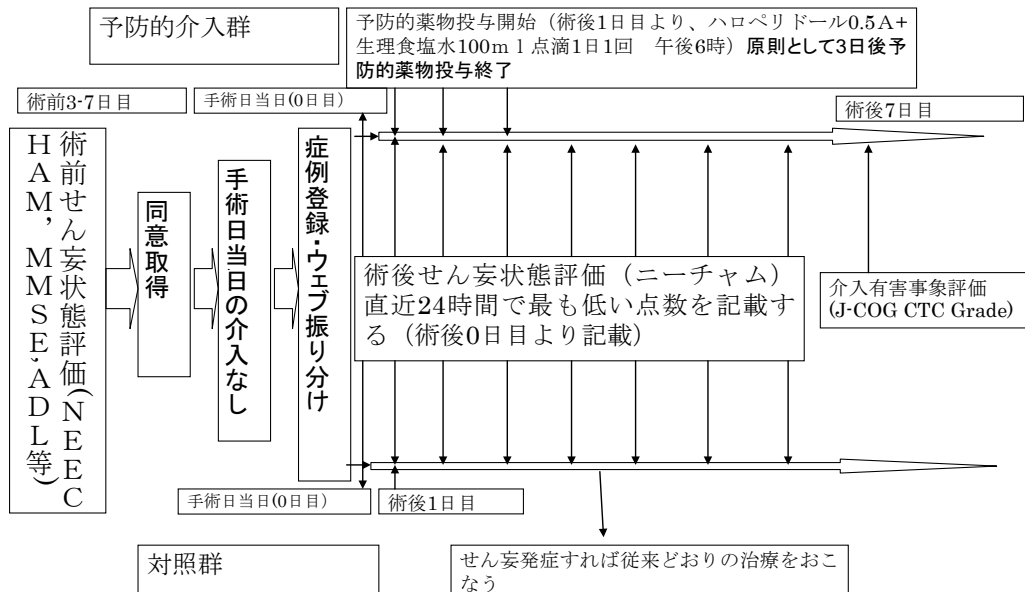 予防的介入群
予防的薬物投与開始（術後1日目より、ハロペリドール0.5A+
生理食塩水100ｍｌ点滴1日1回　午後6時）原則として3日後予
防的薬物投与終了
術前3-7日目
手術日当日(0日目)
術後7日目
術前せん妄状態評価(NEEC
HAM, MMSE,ADL等)
同意取得
手術日当日の介入なし
症例登録・ウェブ振り分け
術後せん妄状態評価（ニーチャム）
直近24時間で最も低い点数を記載す
る（術後0日目より記載）
介入有害事象評価
(J-COG CTC Grade)
手術日当日(0日目)
術後1日目
対照群
せん妄発症すれば従来どおりの治療をおこ
なう